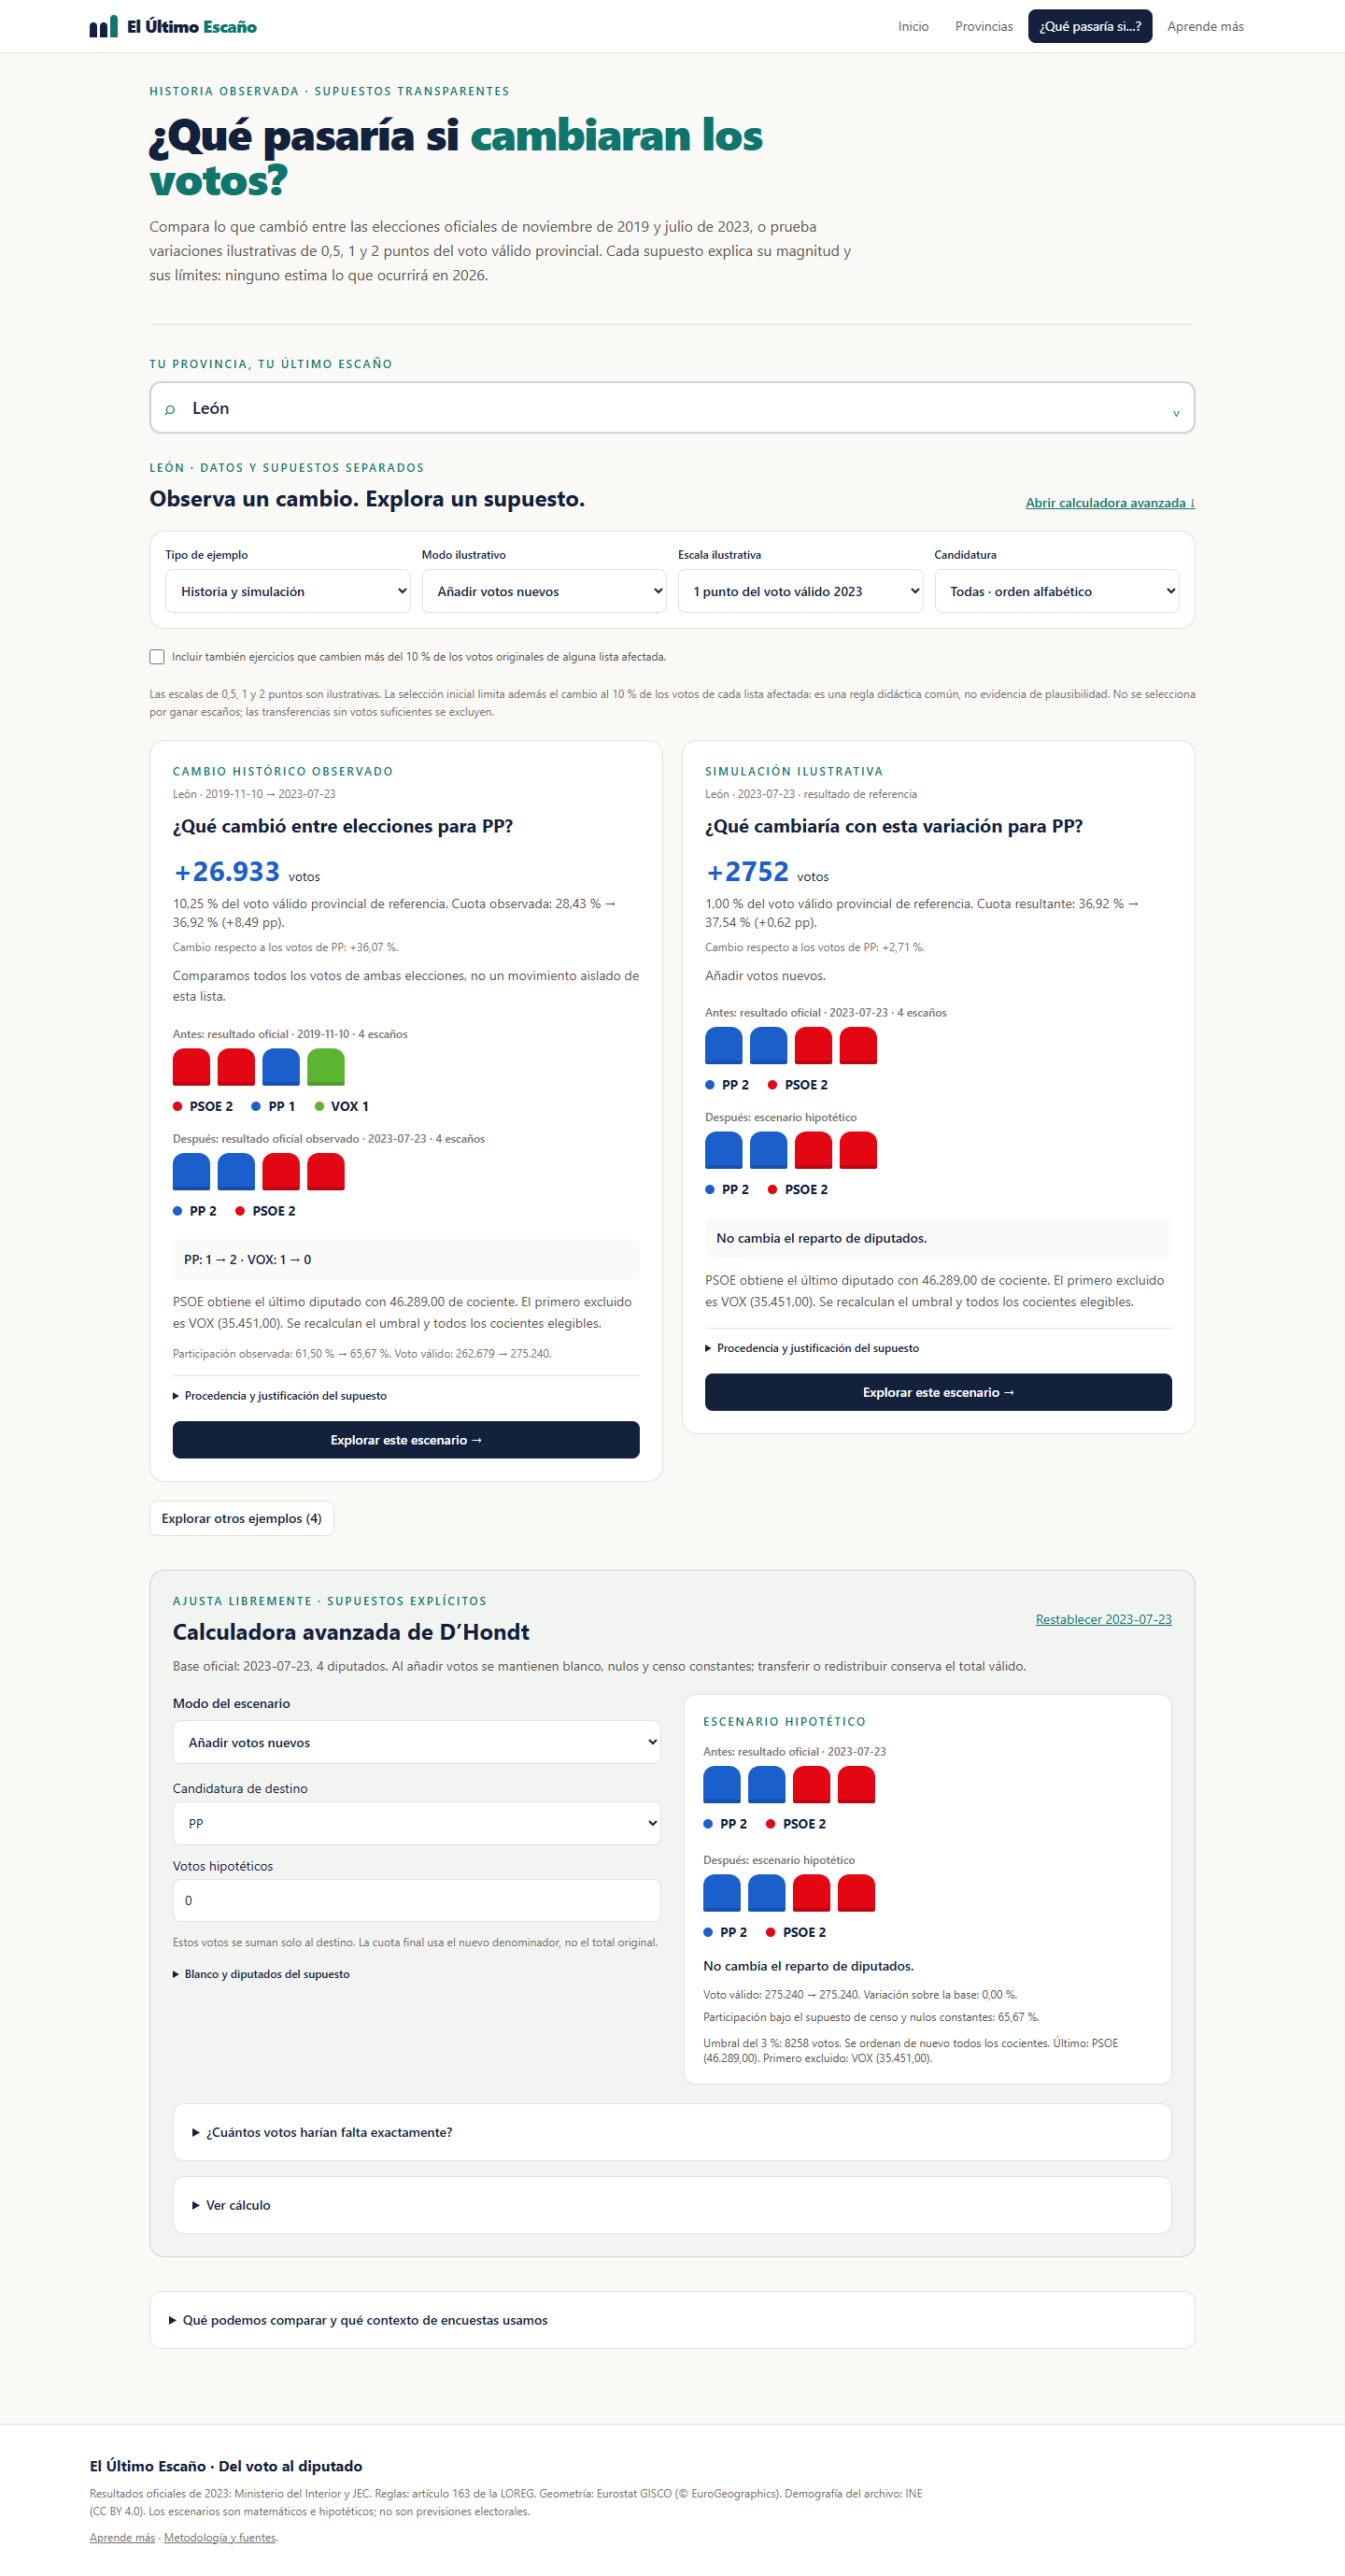 El Último Escaño
Inicio
Provincias
¿Qué pasaría si...?
Aprende más
HISTORIA OBSERVADA · SUPUESTOS TRANSPARENTES
¿Qué pasaría si cambiaran los
votos?
Compara lo que cambió entre las elecciones oficiales de noviembre de 2019 y julio de 2023, o prueba
variaciones ilustrativas de 0,5, 1 y 2 puntos del voto válido provincial. Cada supuesto explica su magnitud y
sus límites: ninguno estima lo que ocurrirá en 2026.
TU PROVINCIA, TU ÚLTIMO ESCAÑO
León
LEÓN · DATOS Y SUPUESTOS SEPARADOS
Observa un cambio. Explora un supuesto.
Abrir calculadora avanzada ↓
Tipo de ejemplo
Modo ilustrativo
Escala ilustrativa
Candidatura
Historia y simulación
Añadir votos nuevos
1 punto del voto válido 2023
Todas · orden alfabético
Incluir también ejercicios que cambien más del 10 % de los votos originales de alguna lista afectada.
Las escalas de 0,5, 1 y 2 puntos son ilustrativas. La selección inicial limita además el cambio al 10 % de los votos de cada lista afectada: es una regla didáctica común, no evidencia de plausibilidad. No se selecciona
por ganar escaños; las transferencias sin votos suficientes se excluyen.
CAMBIO HISTÓRICO OBSERVADO
León · 2019-11-10 → 2023-07-23
¿Qué cambió entre elecciones para PP?
+26.933 votos
10,25 % del voto válido provincial de referencia. Cuota observada: 28,43 % →
36,92 % (+8,49 pp).
Cambio respecto a los votos de PP: +36,07 %.
Comparamos todos los votos de ambas elecciones, no un movimiento aislado de
esta lista.
Antes: resultado oficial · 2019-11-10 · 4 escaños
PSOE 2 PP 1 VOX 1
Después: resultado oficial observado · 2023-07-23 · 4 escaños
PP 2 PSOE 2
PP: 1 → 2 · VOX: 1 → 0
PSOE obtiene el último diputado con 46.289,00 de cociente. El primero excluido
es VOX (35.451,00). Se recalculan el umbral y todos los cocientes elegibles.
Participación observada: 61,50 % → 65,67 %. Voto válido: 262.679 → 275.240.
▶ Procedencia y justificación del supuesto
Explorar este escenario →
SIMULACIÓN ILUSTRATIVA
León · 2023-07-23 · resultado de referencia
¿Qué cambiaría con esta variación para PP?
+2752 votos
1,00 % del voto válido provincial de referencia. Cuota resultante: 36,92 % →
37,54 % (+0,62 pp).
Cambio respecto a los votos de PP: +2,71 %.
Añadir votos nuevos.
Antes: resultado oficial · 2023-07-23 · 4 escaños
PP 2 PSOE 2
Después: escenario hipotético
PP 2 PSOE 2
No cambia el reparto de diputados.
PSOE obtiene el último diputado con 46.289,00 de cociente. El primero excluido
es VOX (35.451,00). Se recalculan el umbral y todos los cocientes elegibles.
▶ Procedencia y justificación del supuesto
Explorar este escenario →
Explorar otros ejemplos (4)
AJUSTA LIBREMENTE · SUPUESTOS EXPLÍCITOS
Calculadora avanzada de D’Hondt
Restablecer 2023-07-23
Base oficial: 2023-07-23, 4 diputados. Al añadir votos se mantienen blanco, nulos y censo constantes; transferir o redistribuir conserva el total válido.
Modo del escenario
Añadir votos nuevos
Candidatura de destino
PP
Votos hipotéticos
0
Estos votos se suman solo al destino. La cuota final usa el nuevo denominador, no el total original.
▶ Blanco y diputados del supuesto
ESCENARIO HIPOTÉTICO
Antes: resultado oficial · 2023-07-23
PP 2 PSOE 2
Después: escenario hipotético
PP 2 PSOE 2
No cambia el reparto de diputados.
Voto válido: 275.240 → 275.240. Variación sobre la base: 0,00 %.
Participación bajo el supuesto de censo y nulos constantes: 65,67 %.
Umbral del 3 %: 8258 votos. Se ordenan de nuevo todos los cocientes. Último: PSOE
(46.289,00). Primero excluido: VOX (35.451,00).
▶ ¿Cuántos votos harían falta exactamente?
▶ Ver cálculo
▶ Qué podemos comparar y qué contexto de encuestas usamos
El Último Escaño · Del voto al diputado
Resultados oficiales de 2023: Ministerio del Interior y JEC. Reglas: artículo 163 de la LOREG. Geometría: Eurostat GISCO (© EuroGeographics). Demografía del archivo: INE
(CC BY 4.0). Los escenarios son matemáticos e hipotéticos; no son previsiones electorales.
Aprende más · Metodología y fuentes.